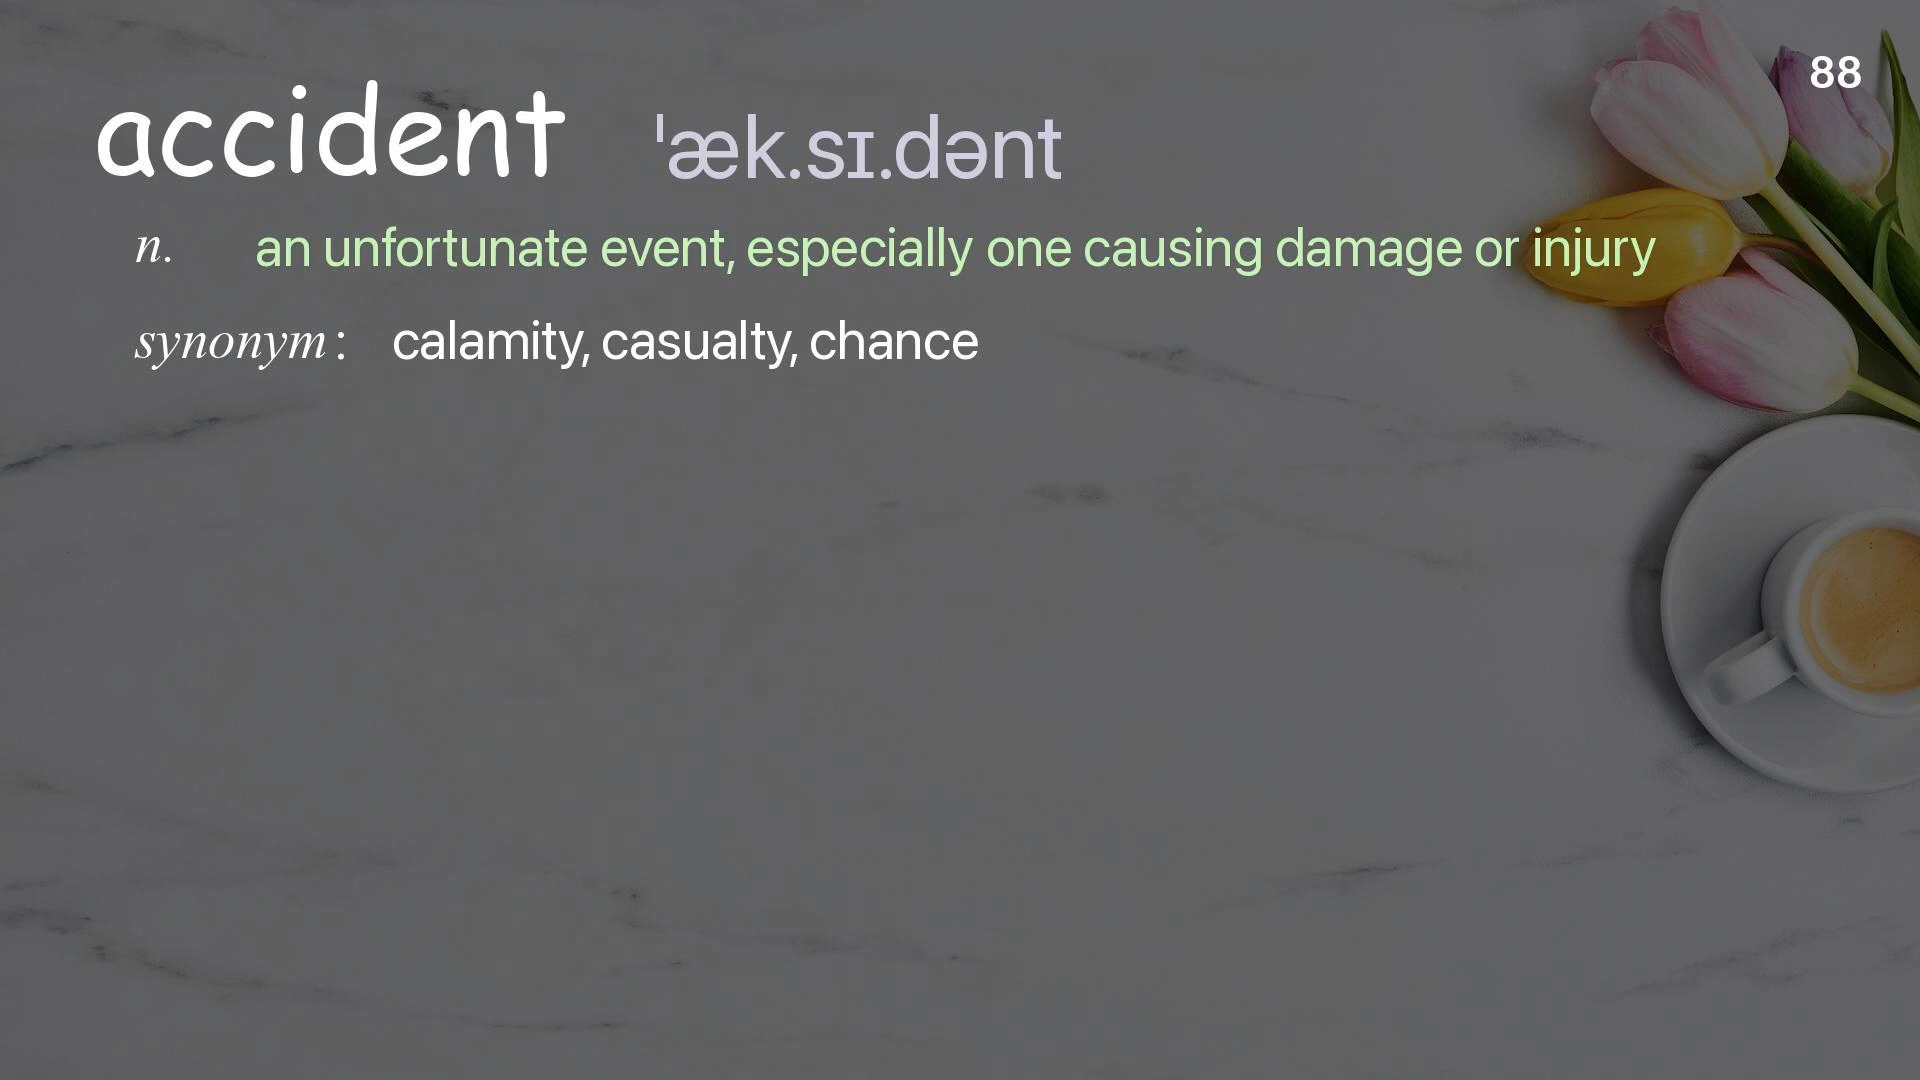 88
accident ˈæk.sɪ.dənt
n. an unfortunate event, especially one causing damage or injury
synonym: calamity, casualty, chance